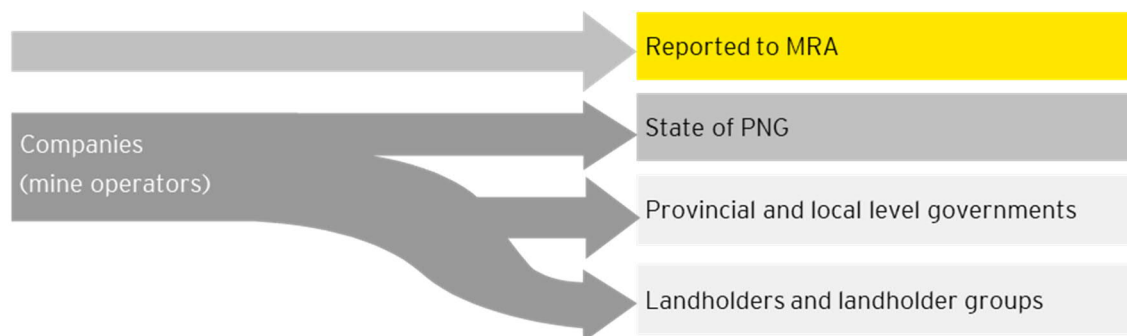 Reported to MRA
State of PNG
Companies
(mine operators)
Provincial and local level governments
Landholders and landholder groups